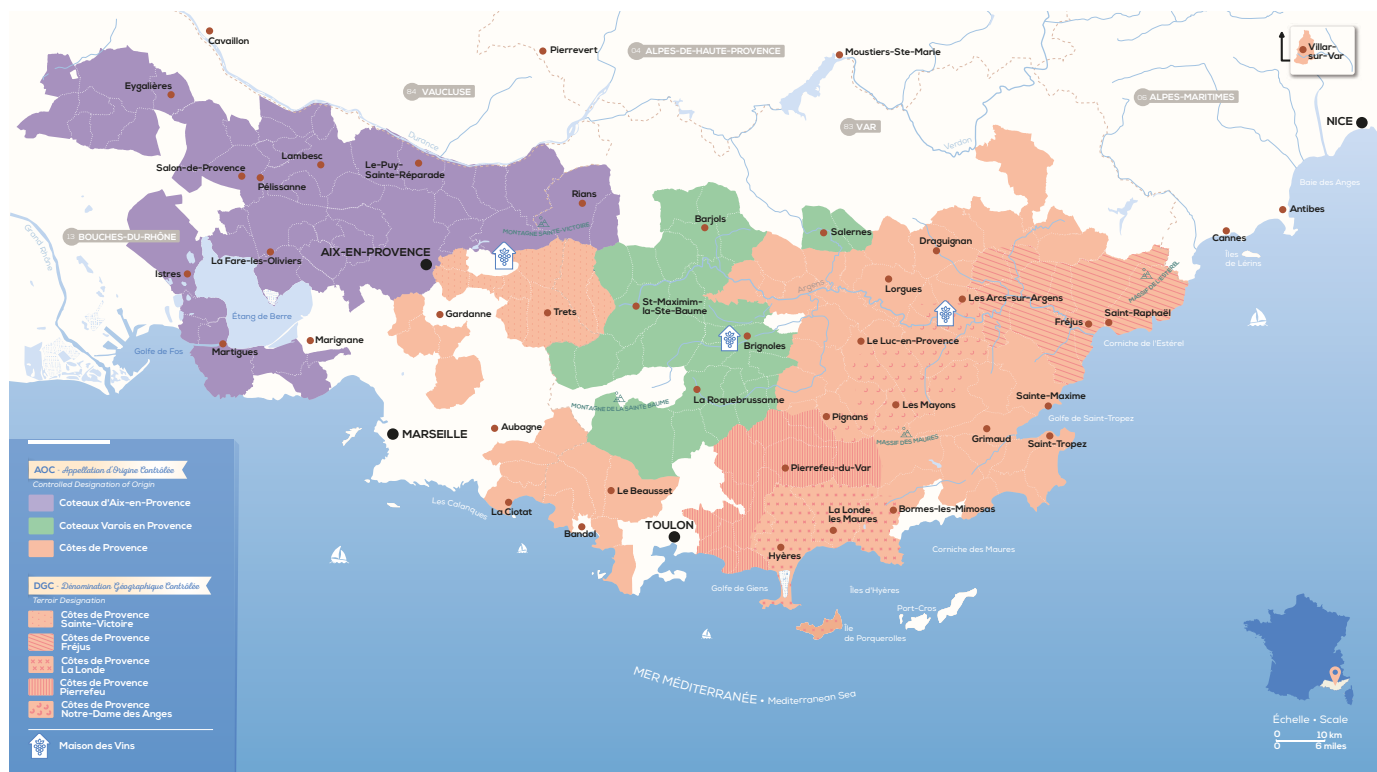 Cavaillon
Pierrevert
04 ALPES-DE-HAUTE-PROVENCE
Moustiers-Ste-Marie
Villar-
sur-Var
Eygalières
84 VAUCLUSE
06 ALPES-MARITIMES
83 VAR
NICE
Durance
Verdon
Lambesc
Salon-de-Provence
Pélissanne
Le-Puy-
Sainte-Réparade
Rians
Baie des Anges
Antibes
Grand Rhône
13 BOUCHES-DU-RHÔNE
MONTAGNE SAINTE-VICTOIRE
Barjols
Salernes
Draguignan
Cannes
Îles
de Lérins
AIX-EN-PROVENCE
La Fare-les-Oliviers
Istres
MASSIF DE L'ESTÉREL
Argens
Lorgues
Les Arcs-sur-Argens
Étang de Berre
Gardanne
Trets
St-Maximim-
la-Ste-Baume
Fréjus
Saint-Raphaël
Golfe de Fos
Martigues
Marignane
Brignoles
Le Luc-en-Provence
Corniche de l'Estérel
La Roquebrussanne
MONTAGNE DE LA SAINTE BAUME
Les Mayons
Sainte-Maxime
Pignans
Golfe de Saint-Tropez
MARSEILLE
Aubagne
MASSIF DES MAURES
Grimaud
Saint-Tropez
Pierrefeu-du-Var
Le Beausset
Les Calanques
La Ciotat
La Londe
les Maures
Bormes-les-Mimosas
Bandol
TOULON
Hyères
Corniche des Maures
Golfe de Giens
Îles d'Hyères
Port-Cros
Île
de Porquerolles
MER MÉDITERRANÉE • Mediterranean Sea
AOC - Appellation d'Origine Contrôlée
Controlled Designation of Origin
Coteaux d'Aix-en-Provence
Coteaux Varois en Provence
Côtes de Provence
DGC - Dénomination Géographique Contrôlée
Terroir Designation
Côtes de Provence
Sainte-Victoire
Côtes de Provence
Fréjus
Côtes de Provence
La Londe
Côtes de Provence
Pierrefeu
Côtes de Provence
Notre-Dame des Anges
Maison des Vins
Échelle • Scale
0 10 km
0 6 miles